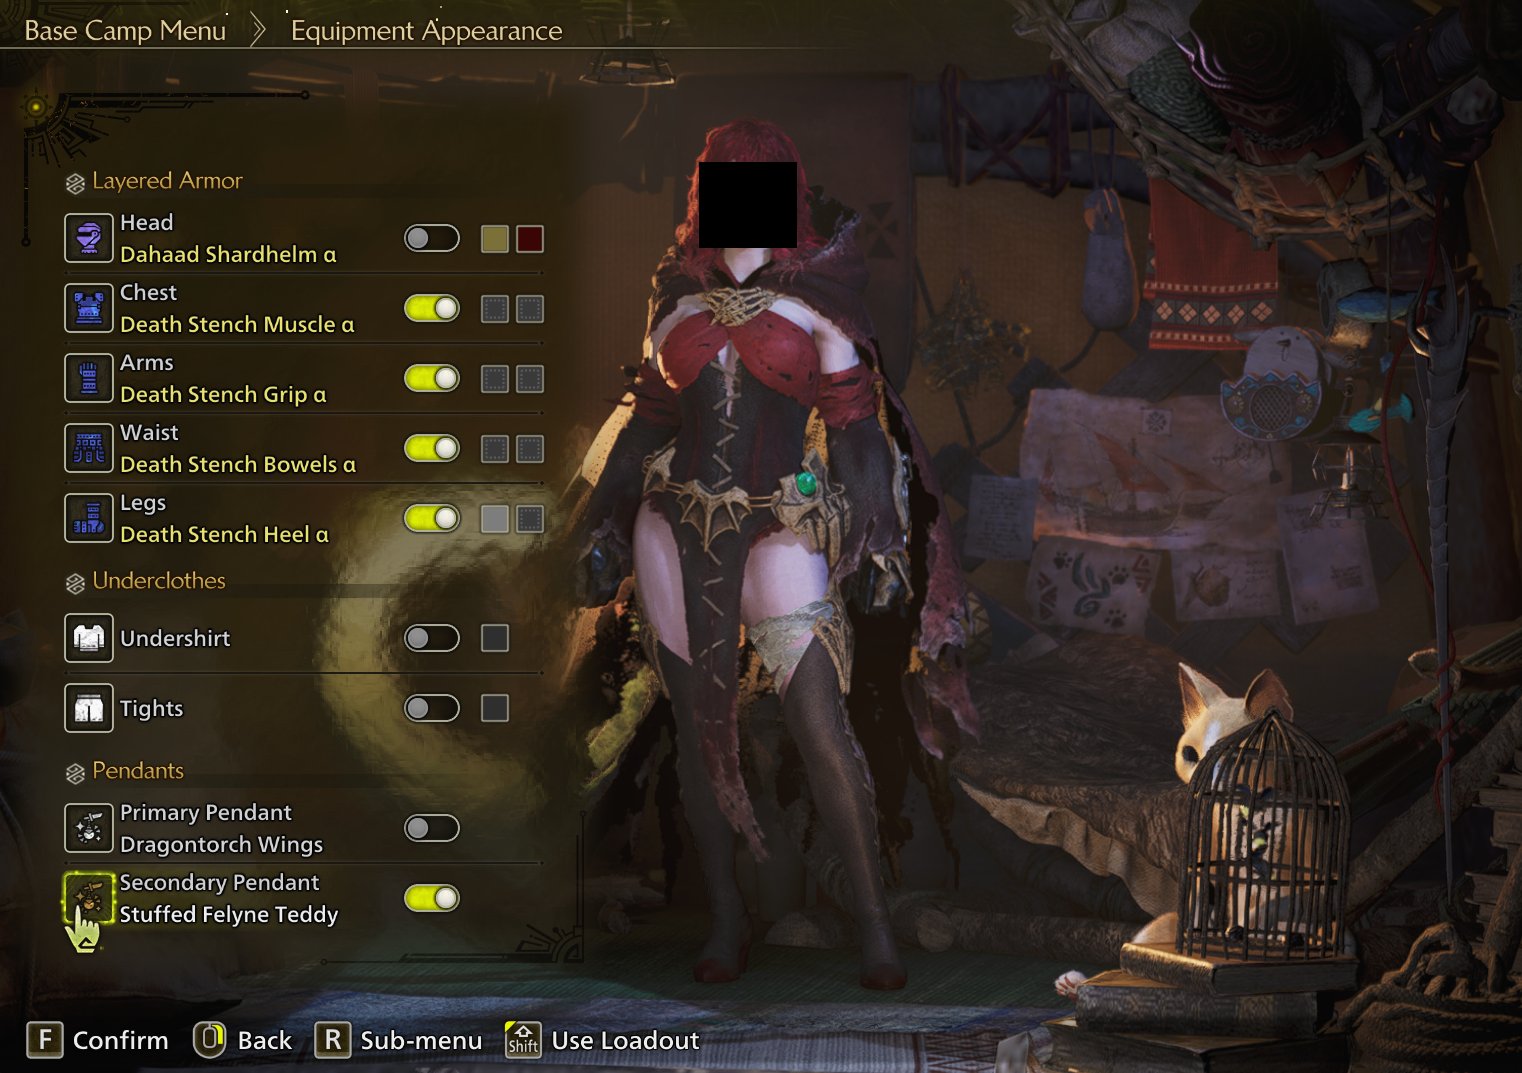 Base Camp Menu > Equipment Appearance
Layered Armor
Head
Dahaad Shardhelm α
Chest
Death Stench Muscle α
Arms
Death Stench Grip α
Waist
Death Stench Bowels α
Legs
Death Stench Heel α
Underclothes
Undershirt
Tights
Pendants
Primary Pendant
Dragontorch Wings
Secondary Pendant
Stuffed Felyne Teddy
F Confirm Back R Sub-menu Shift Use Loadout